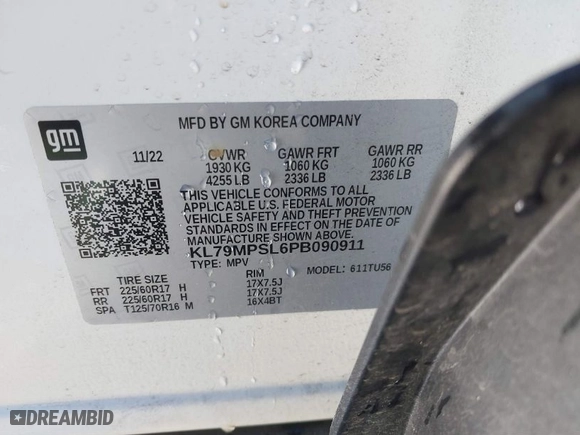 gm
MFD BY GM KOREA COMPANY
11/22 GVWR GAWR FRT GAWR RR
1930 KG 1060 KG 1060 KG
4255 LB 2336 LB 2336 LB
THIS VEHICLE CONFORMS TO ALL
APPLICABLE U.S. FEDERAL MOTOR
VEHICLE SAFETY AND THEFT PREVENTION
STANDARDS IN EFFECT ON THE DATE OF
MANUFACTURE SHOWN ABOVE.
KL79MPSL6PB090911
TYPE: MPV MODEL: 611TU56
TIRE SIZE RIM
FRT 225/60R17 H 17X7.5J
RR 225/60R17 H 17X7.5J
SPA T125/70R16 M 16X4BT
DREAMBID